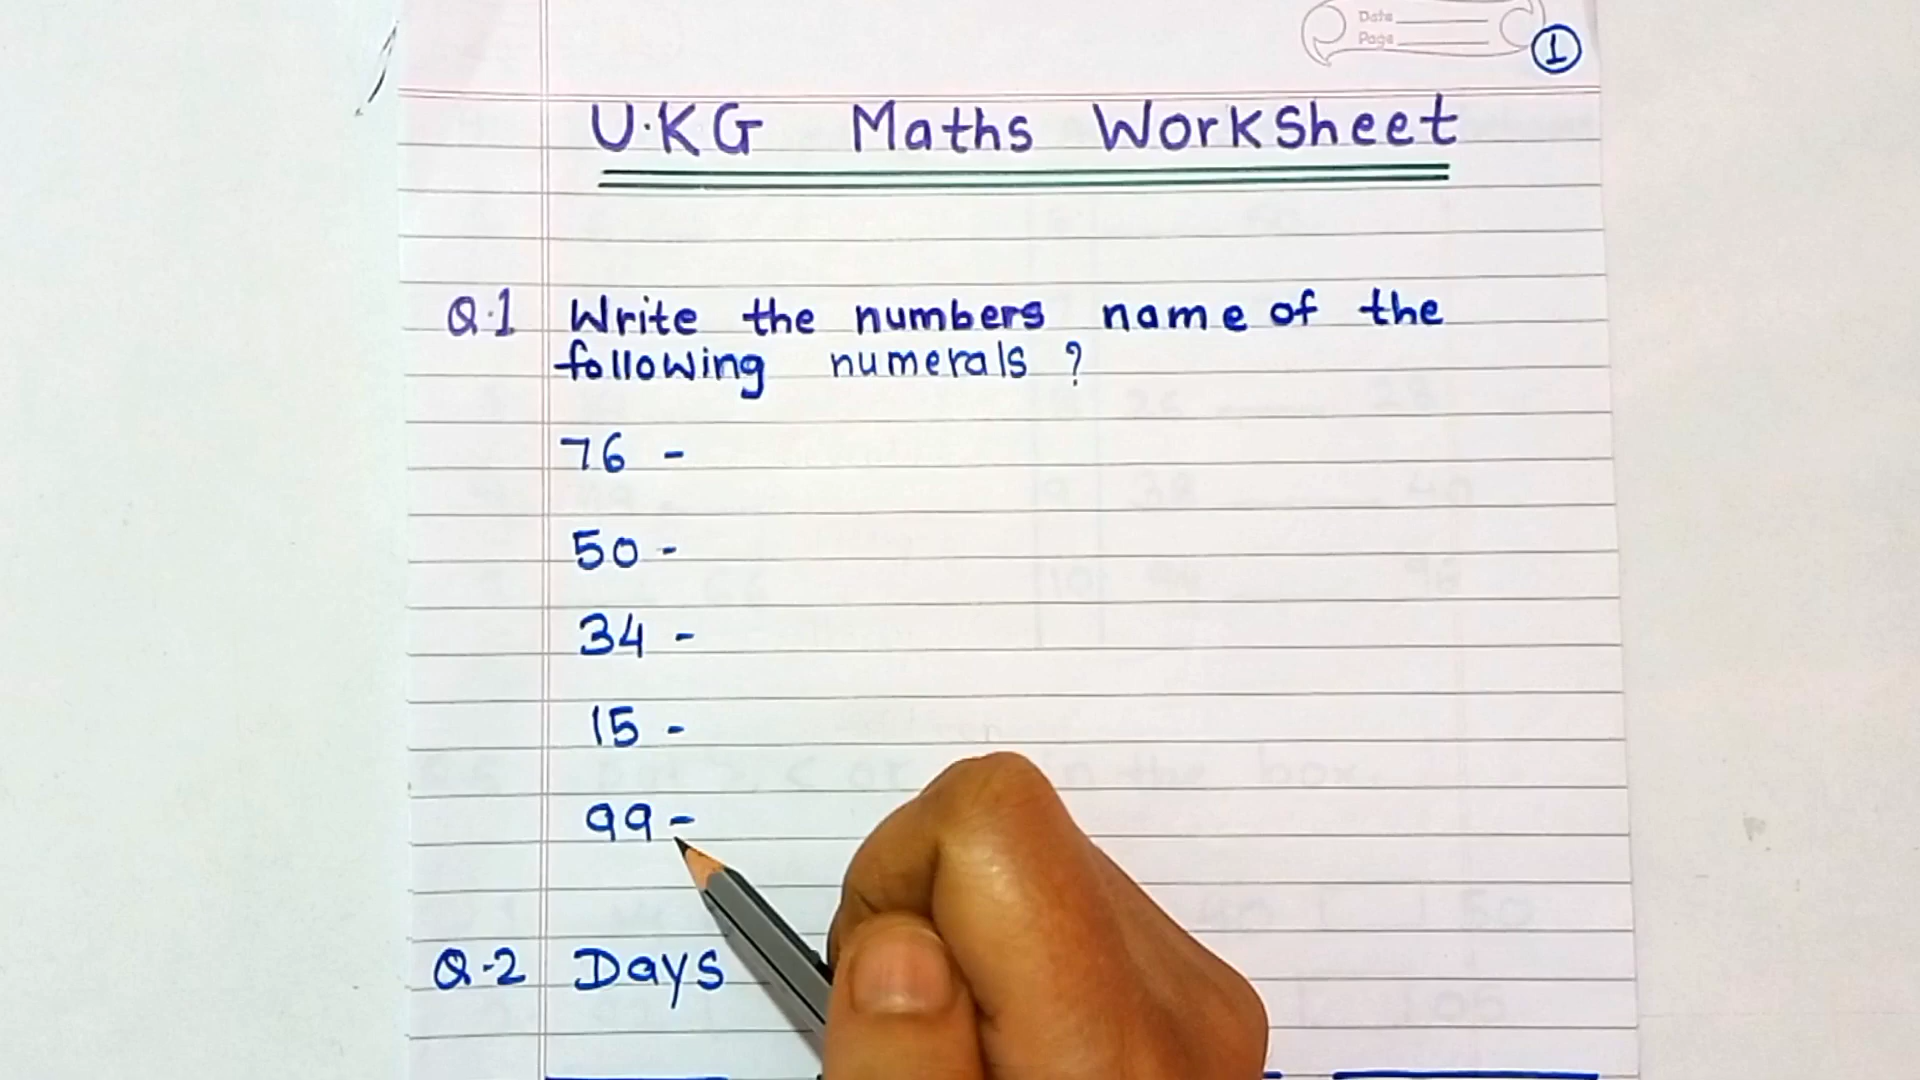 Date
Page
1
U.KG Maths Worksheet
Q.1 Write the numbers name of the
following numerals ?
76 -
50 -
34 -
15 -
99 -
Q.2 Days